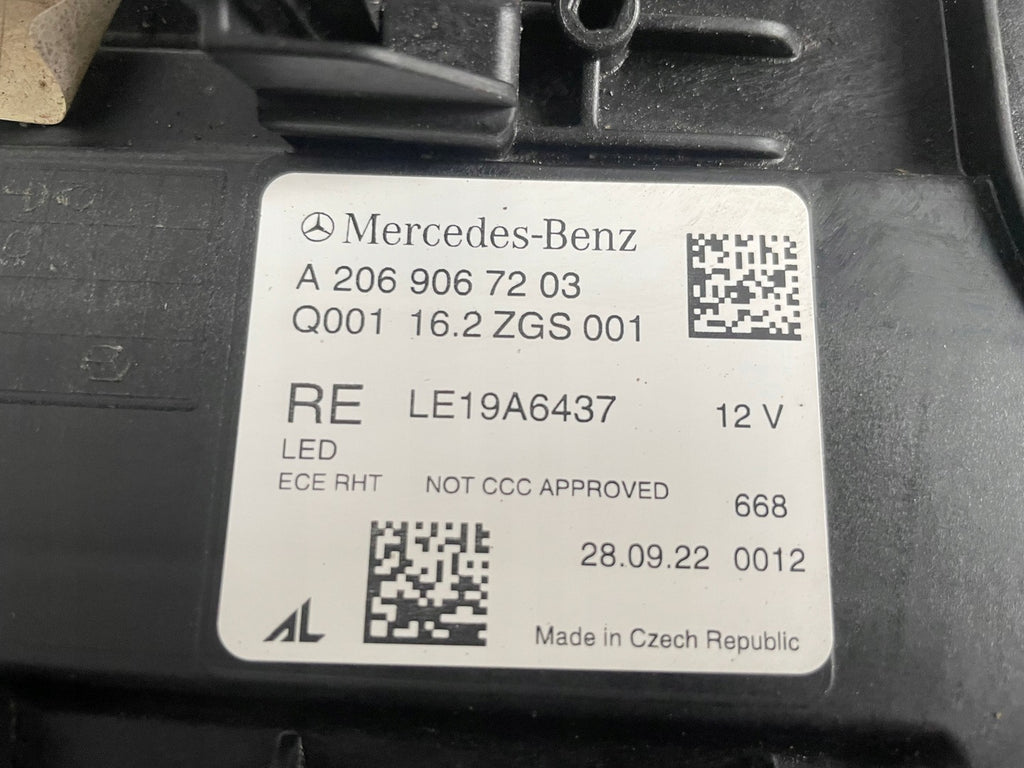 Mercedes-Benz
A 206 906 72 03
Q001 16.2 ZGS 001
RE LE19A6437 12 V
LED
ECE RHT NOT CCC APPROVED
668
28.09.22 0012
AL
Made in Czech Republic